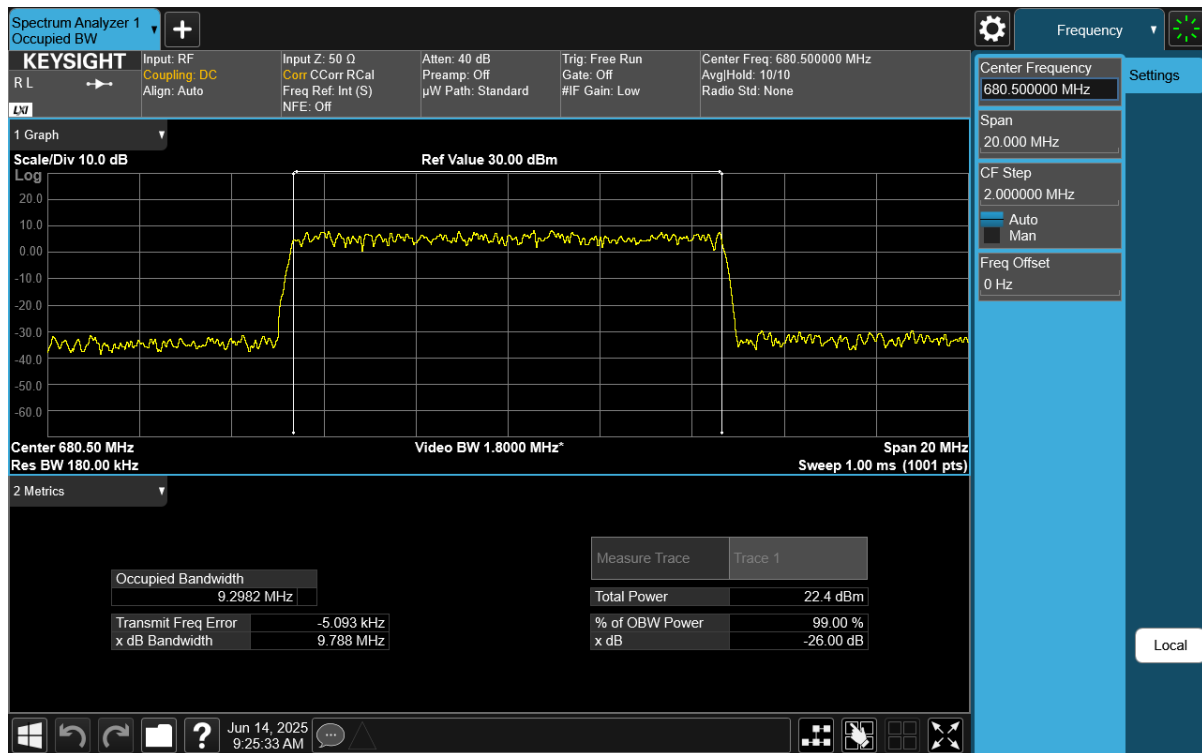 Spectrum Analyzer 1
Occupied BW
Frequency
KEYSIGHT
R L
LXI
Input: RF
Coupling: DC
Align: Auto
Input Z: 50 Ω
Corr CCorr RCal
Freq Ref: Int (S)
NFE: Off
Atten: 40 dB
Preamp: Off
µW Path: Standard
Trig: Free Run
Gate: Off
#IF Gain: Low
Center Freq: 680.500000 MHz
Avg|Hold: 10/10
Radio Std: None
Center Frequency
680.500000 MHz
Settings
Span
20.000 MHz
CF Step
2.000000 MHz
Auto
Man
Freq Offset
0 Hz
Local
1 Graph
Scale/Div 10.0 dB
Ref Value 30.00 dBm
Log
20.0
10.0
0.00
-10.0
-20.0
-30.0
-40.0
-50.0
-60.0
Center 680.50 MHz
Video BW 1.8000 MHz*
Span 20 MHz
Res BW 180.00 kHz
Sweep 1.00 ms (1001 pts)
2 Metrics
Measure Trace Trace 1
Occupied Bandwidth
9.2982 MHz
Total Power 22.4 dBm
Transmit Freq Error -5.093 kHz
% of OBW Power 99.00 %
x dB Bandwidth 9.788 MHz
x dB -26.00 dB
?
Jun 14, 2025
9:25:33 AM